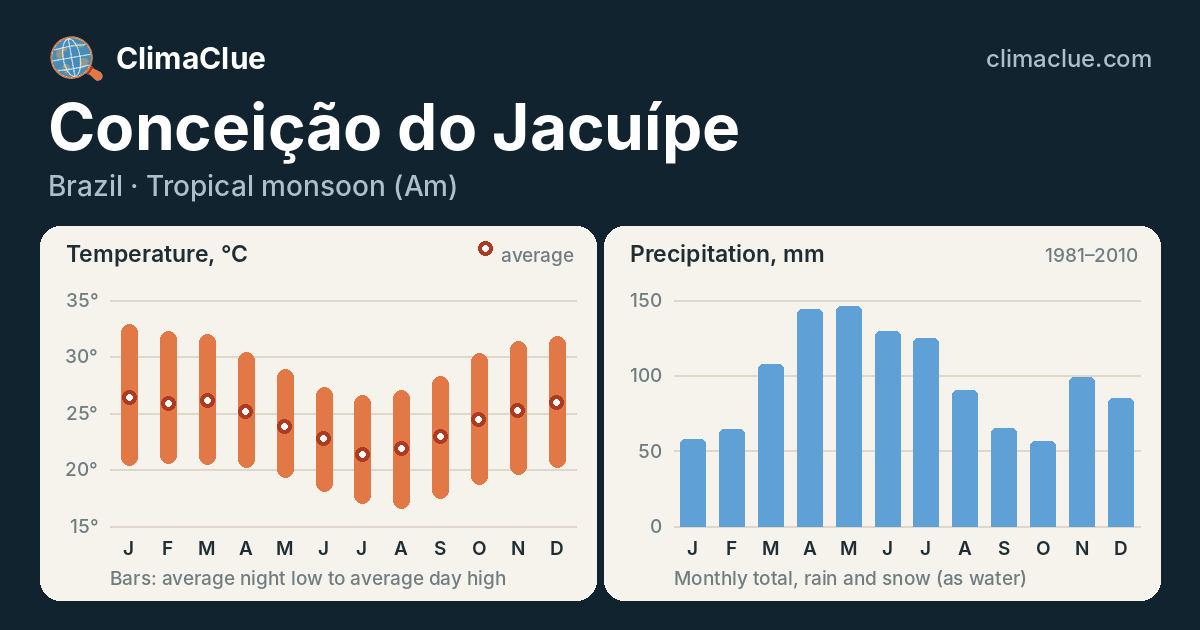 ClimaClue
climaclue.com
Conceição do Jacuípe
Brazil · Tropical monsoon (Am)
Temperature, °C
average
35°
30°
25°
20°
15°
J F M A M J J A S O N D
Bars: average night low to average day high
Precipitation, mm
1981–2010
150
100
50
0
J F M A M J J A S O N D
Monthly total, rain and snow (as water)